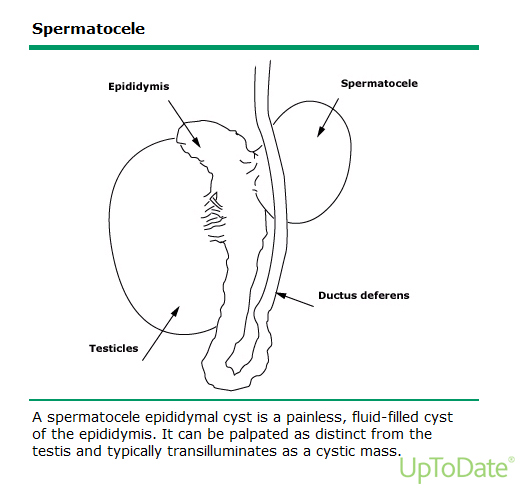 Spermatocele
Epididymis
Spermatocele
Ductus deferens
Testicles
A spermatocele epididymal cyst is a painless, fluid-filled cyst
of the epididymis. It can be palpated as distinct from the
testis and typically transilluminates as a cystic mass.
UpToDate®